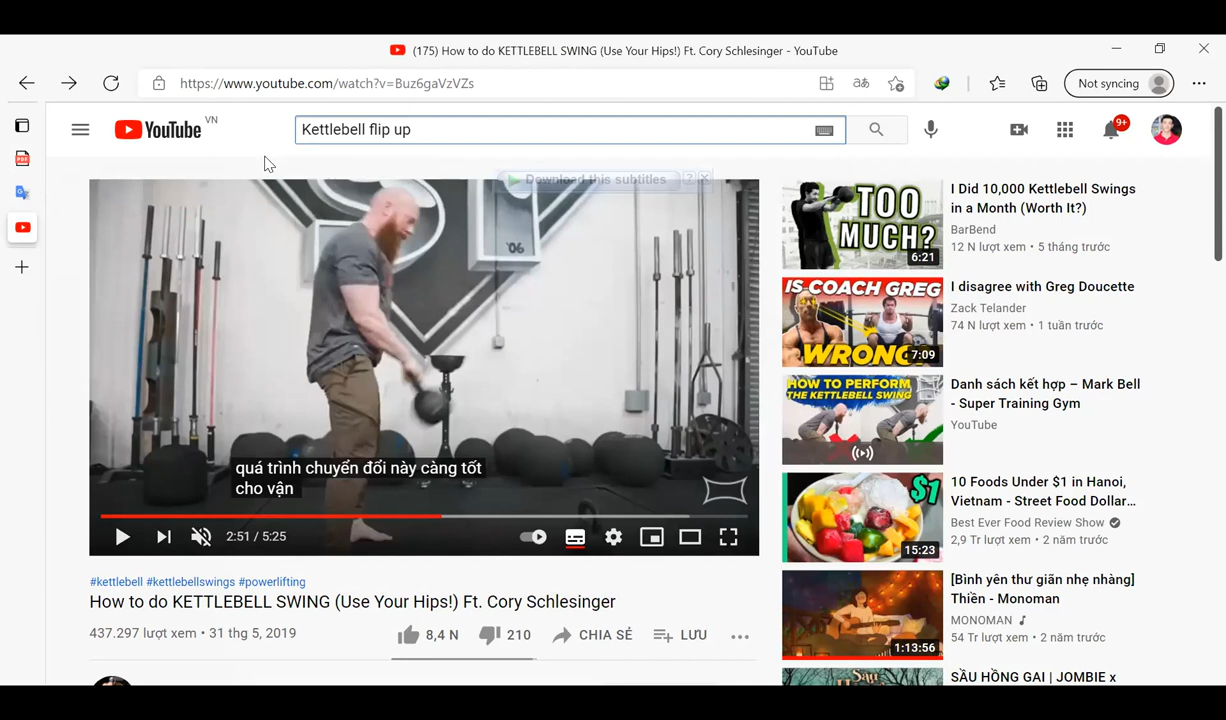 (175) How to do KETTLEBELL SWING (Use Your Hips!) Ft. Cory Schlesinger - YouTube
https://www.youtube.com/watch?v=Buz6gaVzVZs
aあ
Not syncing
PDF
YouTube VN
Kettlebell flip up
9+
Download this subtitles ? X
'06
quá trình chuyển đổi này càng tốt
cho vận
2:51 / 5:25
#kettlebell #kettlebellswings #powerlifting
How to do KETTLEBELL SWING (Use Your Hips!) Ft. Cory Schlesinger
437.297 lượt xem • 31 thg 5, 2019
8,4 N
210
CHIA SẺ
LƯU
TOO
MUCH?
6:21
I Did 10,000 Kettlebell Swings
in a Month (Worth It?)
BarBend
12 N lượt xem • 5 tháng trước
IS COACH GREG
WRONG
7:09
I disagree with Greg Doucette
Zack Telander
74 N lượt xem • 1 tuần trước
HOW TO PERFORM
THE KETTLEBELL SWING
Danh sách kết hợp – Mark Bell
- Super Training Gym
YouTube
$1
15:23
10 Foods Under $1 in Hanoi,
Vietnam - Street Food Dollar...
Best Ever Food Review Show
2,9 Tr lượt xem • 2 năm trước
1:13:56
[Bình yên thư giãn nhẹ nhàng]
Thiền - Monoman
MONOMAN
54 Tr lượt xem • 2 năm trước
SẦU HỒNG GAI | JOMBIE x